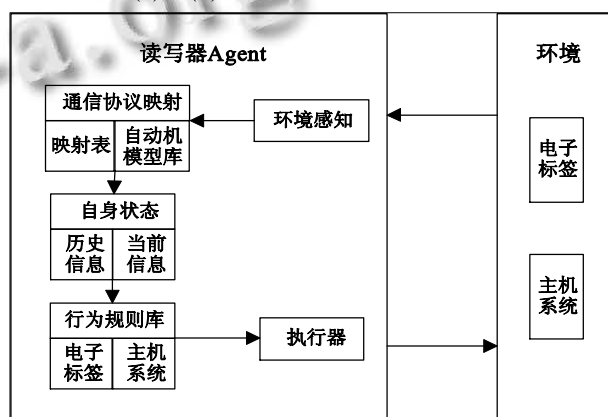 读写器Agent
环境
通信协议映射
环境感知
映射表
自动机
模型库
电子
标签
自身状态
历史
信息
当前
信息
主机
系统
行为规则库
执行器
电子
标签
主机
系统